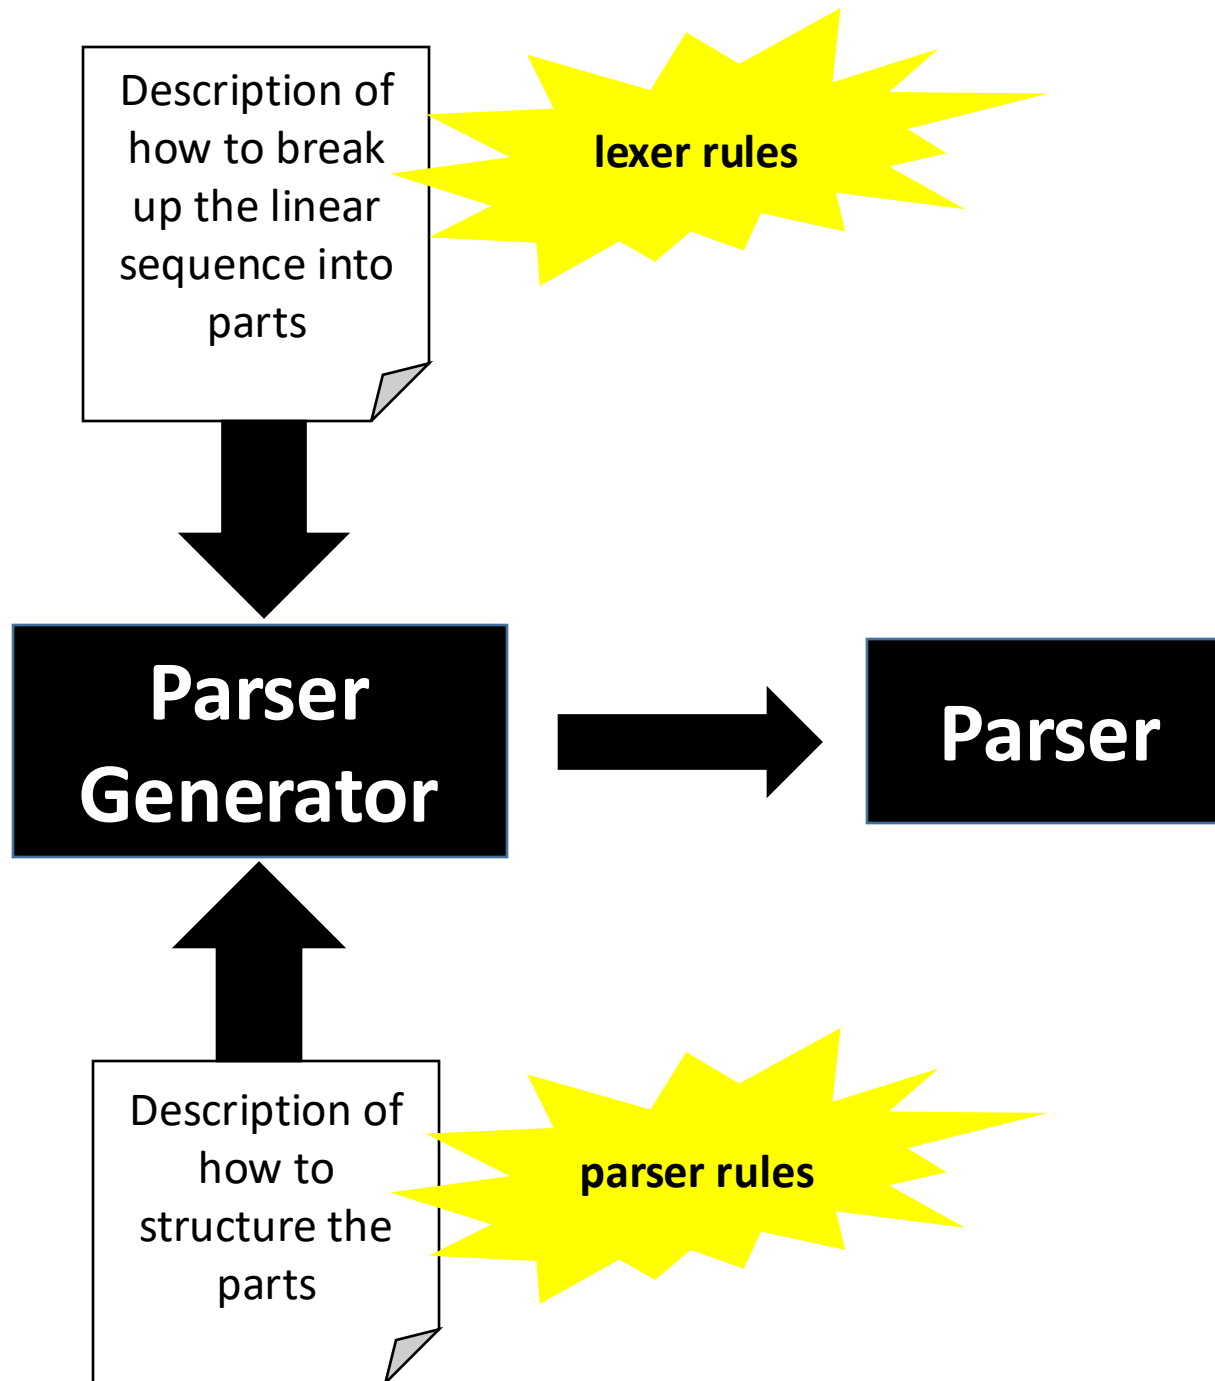 Description of
how to break
up the linear
sequence into
parts
lexer rules
Parser
Generator
Parser
Description of
how to
structure the
parts
parser rules